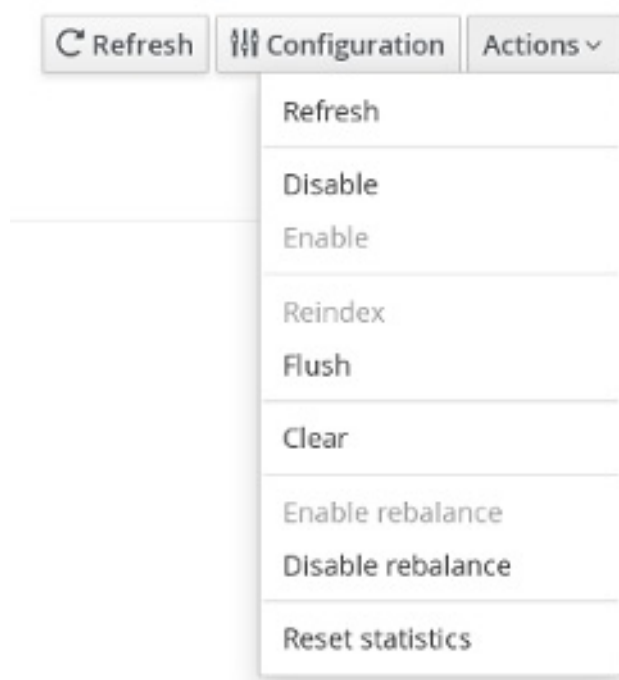 Refresh Configuration Actions
Refresh
Disable
Enable
Reindex
Flush
Clear
Enable rebalance
Disable rebalance
Reset statistics